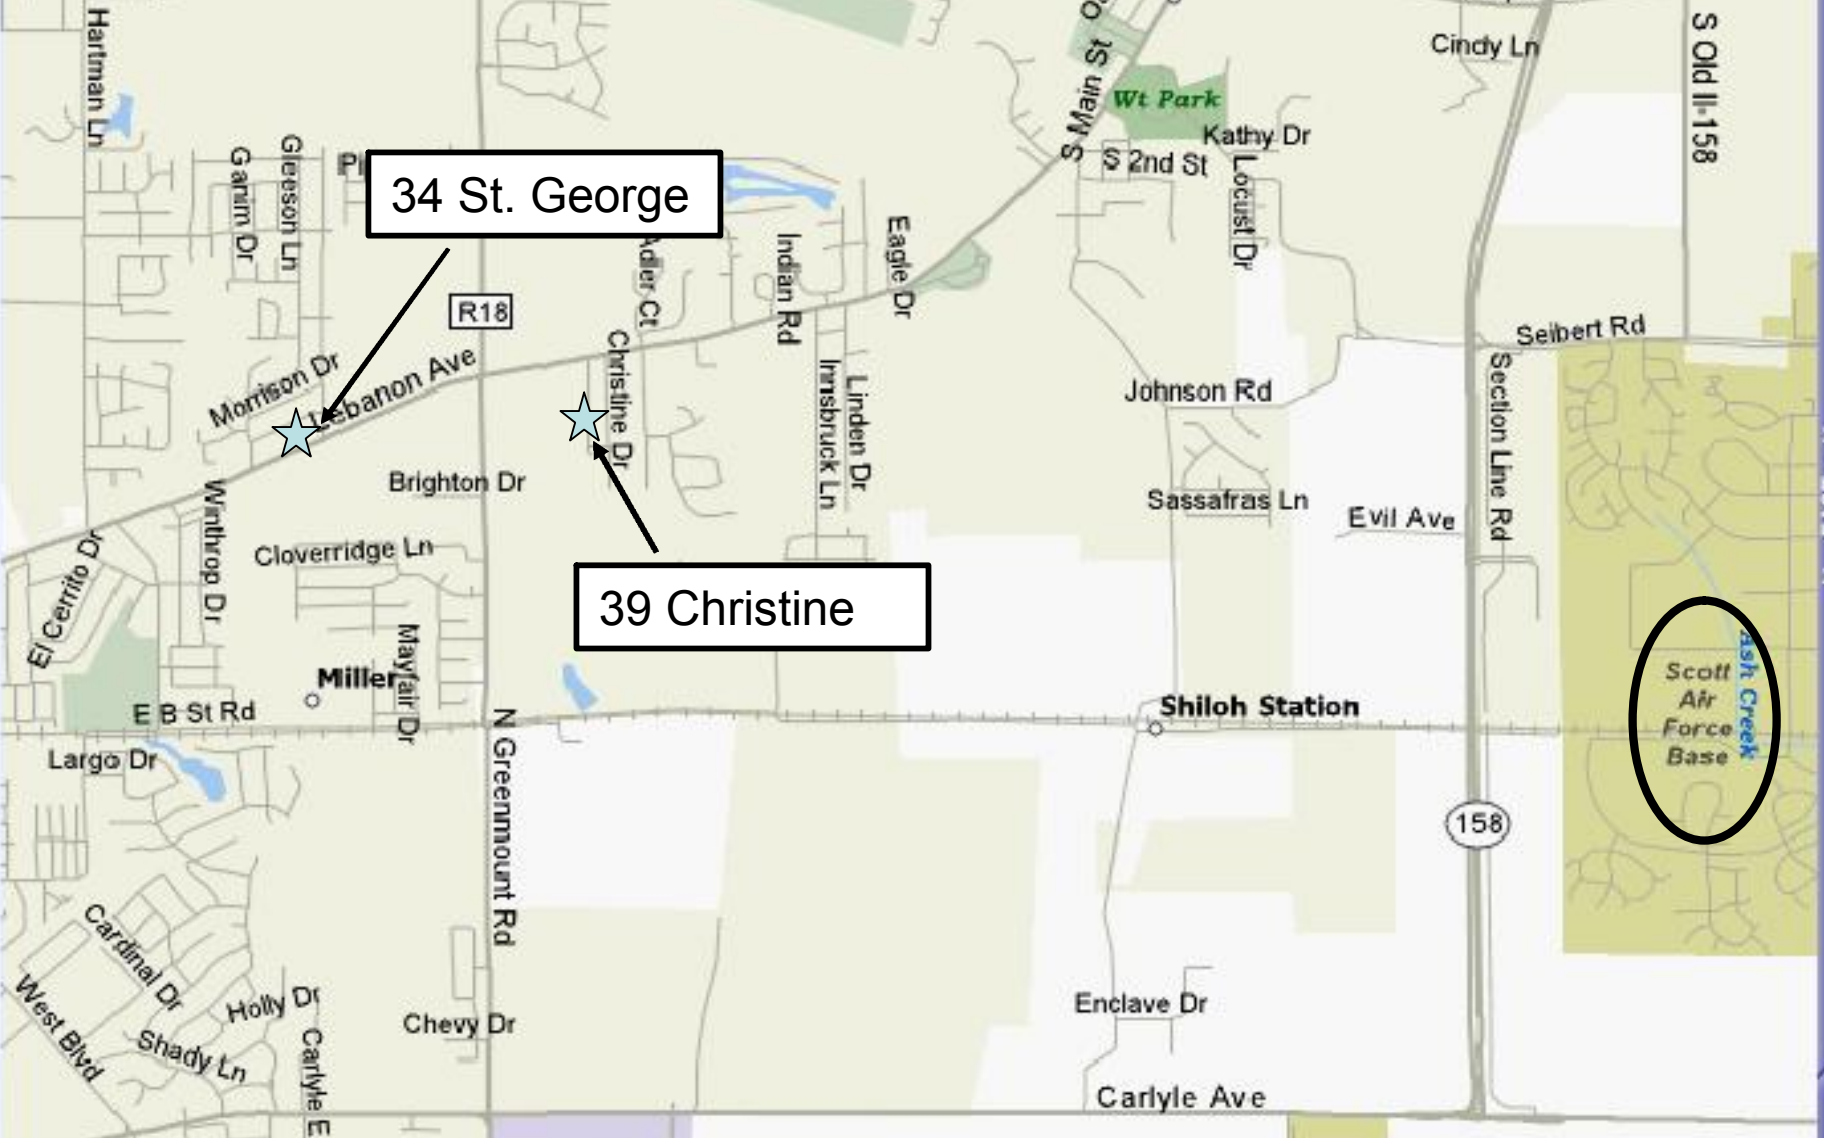 Hartman Ln
S Main St
Cindy Ln
S Old Il-158
Wt Park
Kathy Dr
S 2nd St
Locust Dr
Ganim Dr
Gleeson Ln
34 St. George
Eagle Dr
Indian Rd
Adler Ct
R18
Seibert Rd
Morrison Dr
Lebanon Ave
Christine Dr
Innsbruck Ln
Linden Dr
Johnson Rd
Section Line Rd
Brighton Dr
Sassafras Ln
Evil Ave
Winthrop Dr
Cloverridge Ln
El Cerrito Dr
39 Christine
Mayfair Dr
Miller
Ash Creek
Scott
Air
Force
Base
E B St Rd
Shiloh Station
Largo Dr
N Greenmount Rd
158
Cardinal Dr
West Blvd
Holly Dr
Shady Ln
Carlyle E
Chevy Dr
Enclave Dr
Carlyle Ave